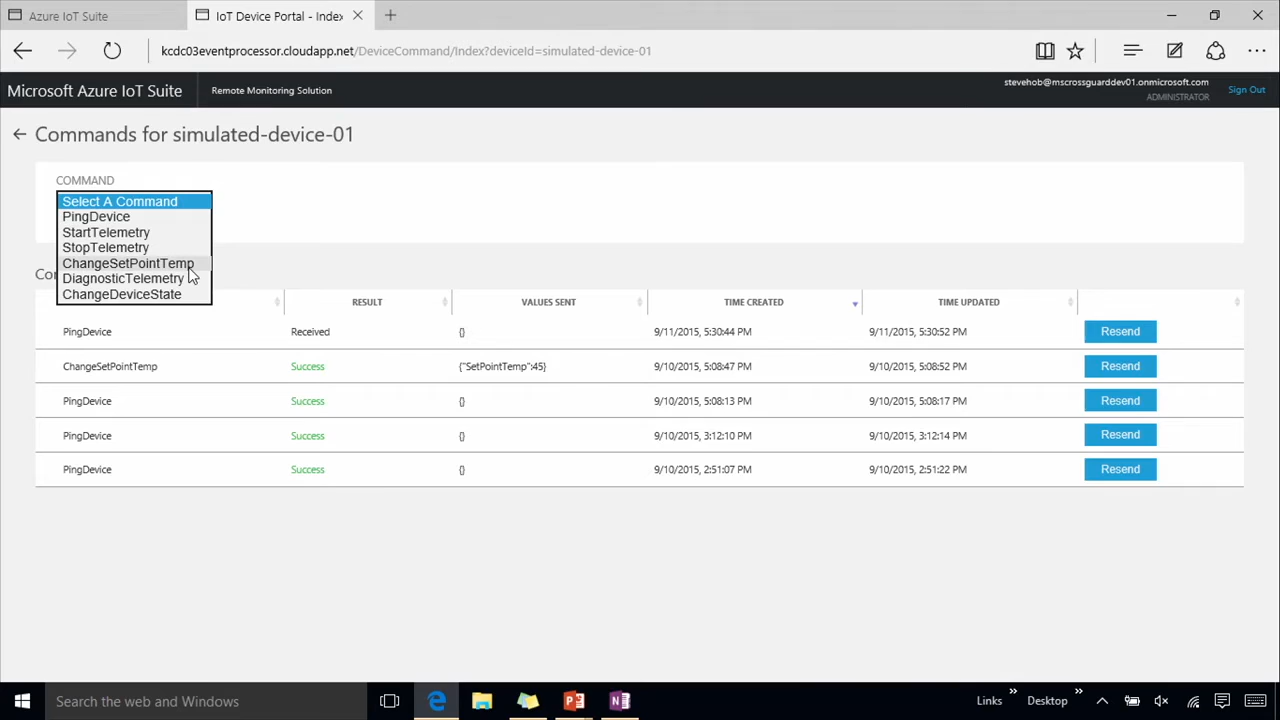 Azure IoT Suite
IoT Device Portal - Index
kcdc03eventprocessor.cloudapp.net/DeviceCommand/Index?deviceId=simulated-device-01
Microsoft Azure IoT Suite
Remote Monitoring Solution
stevehob@mscrossguarddev01.onmicrosoft.com
ADMINISTRATOR
Sign Out
Commands for simulated-device-01
COMMAND
Select A Command
PingDevice
StartTelemetry
StopTelemetry
ChangeSetPointTemp
DiagnosticTelemetry
ChangeDeviceState
RESULT VALUES SENT TIME CREATED TIME UPDATED
PingDevice Received {} 9/11/2015, 5:30:44 PM 9/11/2015, 5:30:52 PM Resend
ChangeSetPointTemp Success {"SetPointTemp":45} 9/10/2015, 5:08:47 PM 9/10/2015, 5:08:52 PM Resend
PingDevice Success {} 9/10/2015, 5:08:13 PM 9/10/2015, 5:08:17 PM Resend
PingDevice Success {} 9/10/2015, 3:12:10 PM 9/10/2015, 3:12:14 PM Resend
PingDevice Success {} 9/10/2015, 2:51:07 PM 9/10/2015, 2:51:22 PM Resend
Search the web and Windows
Links
Desktop